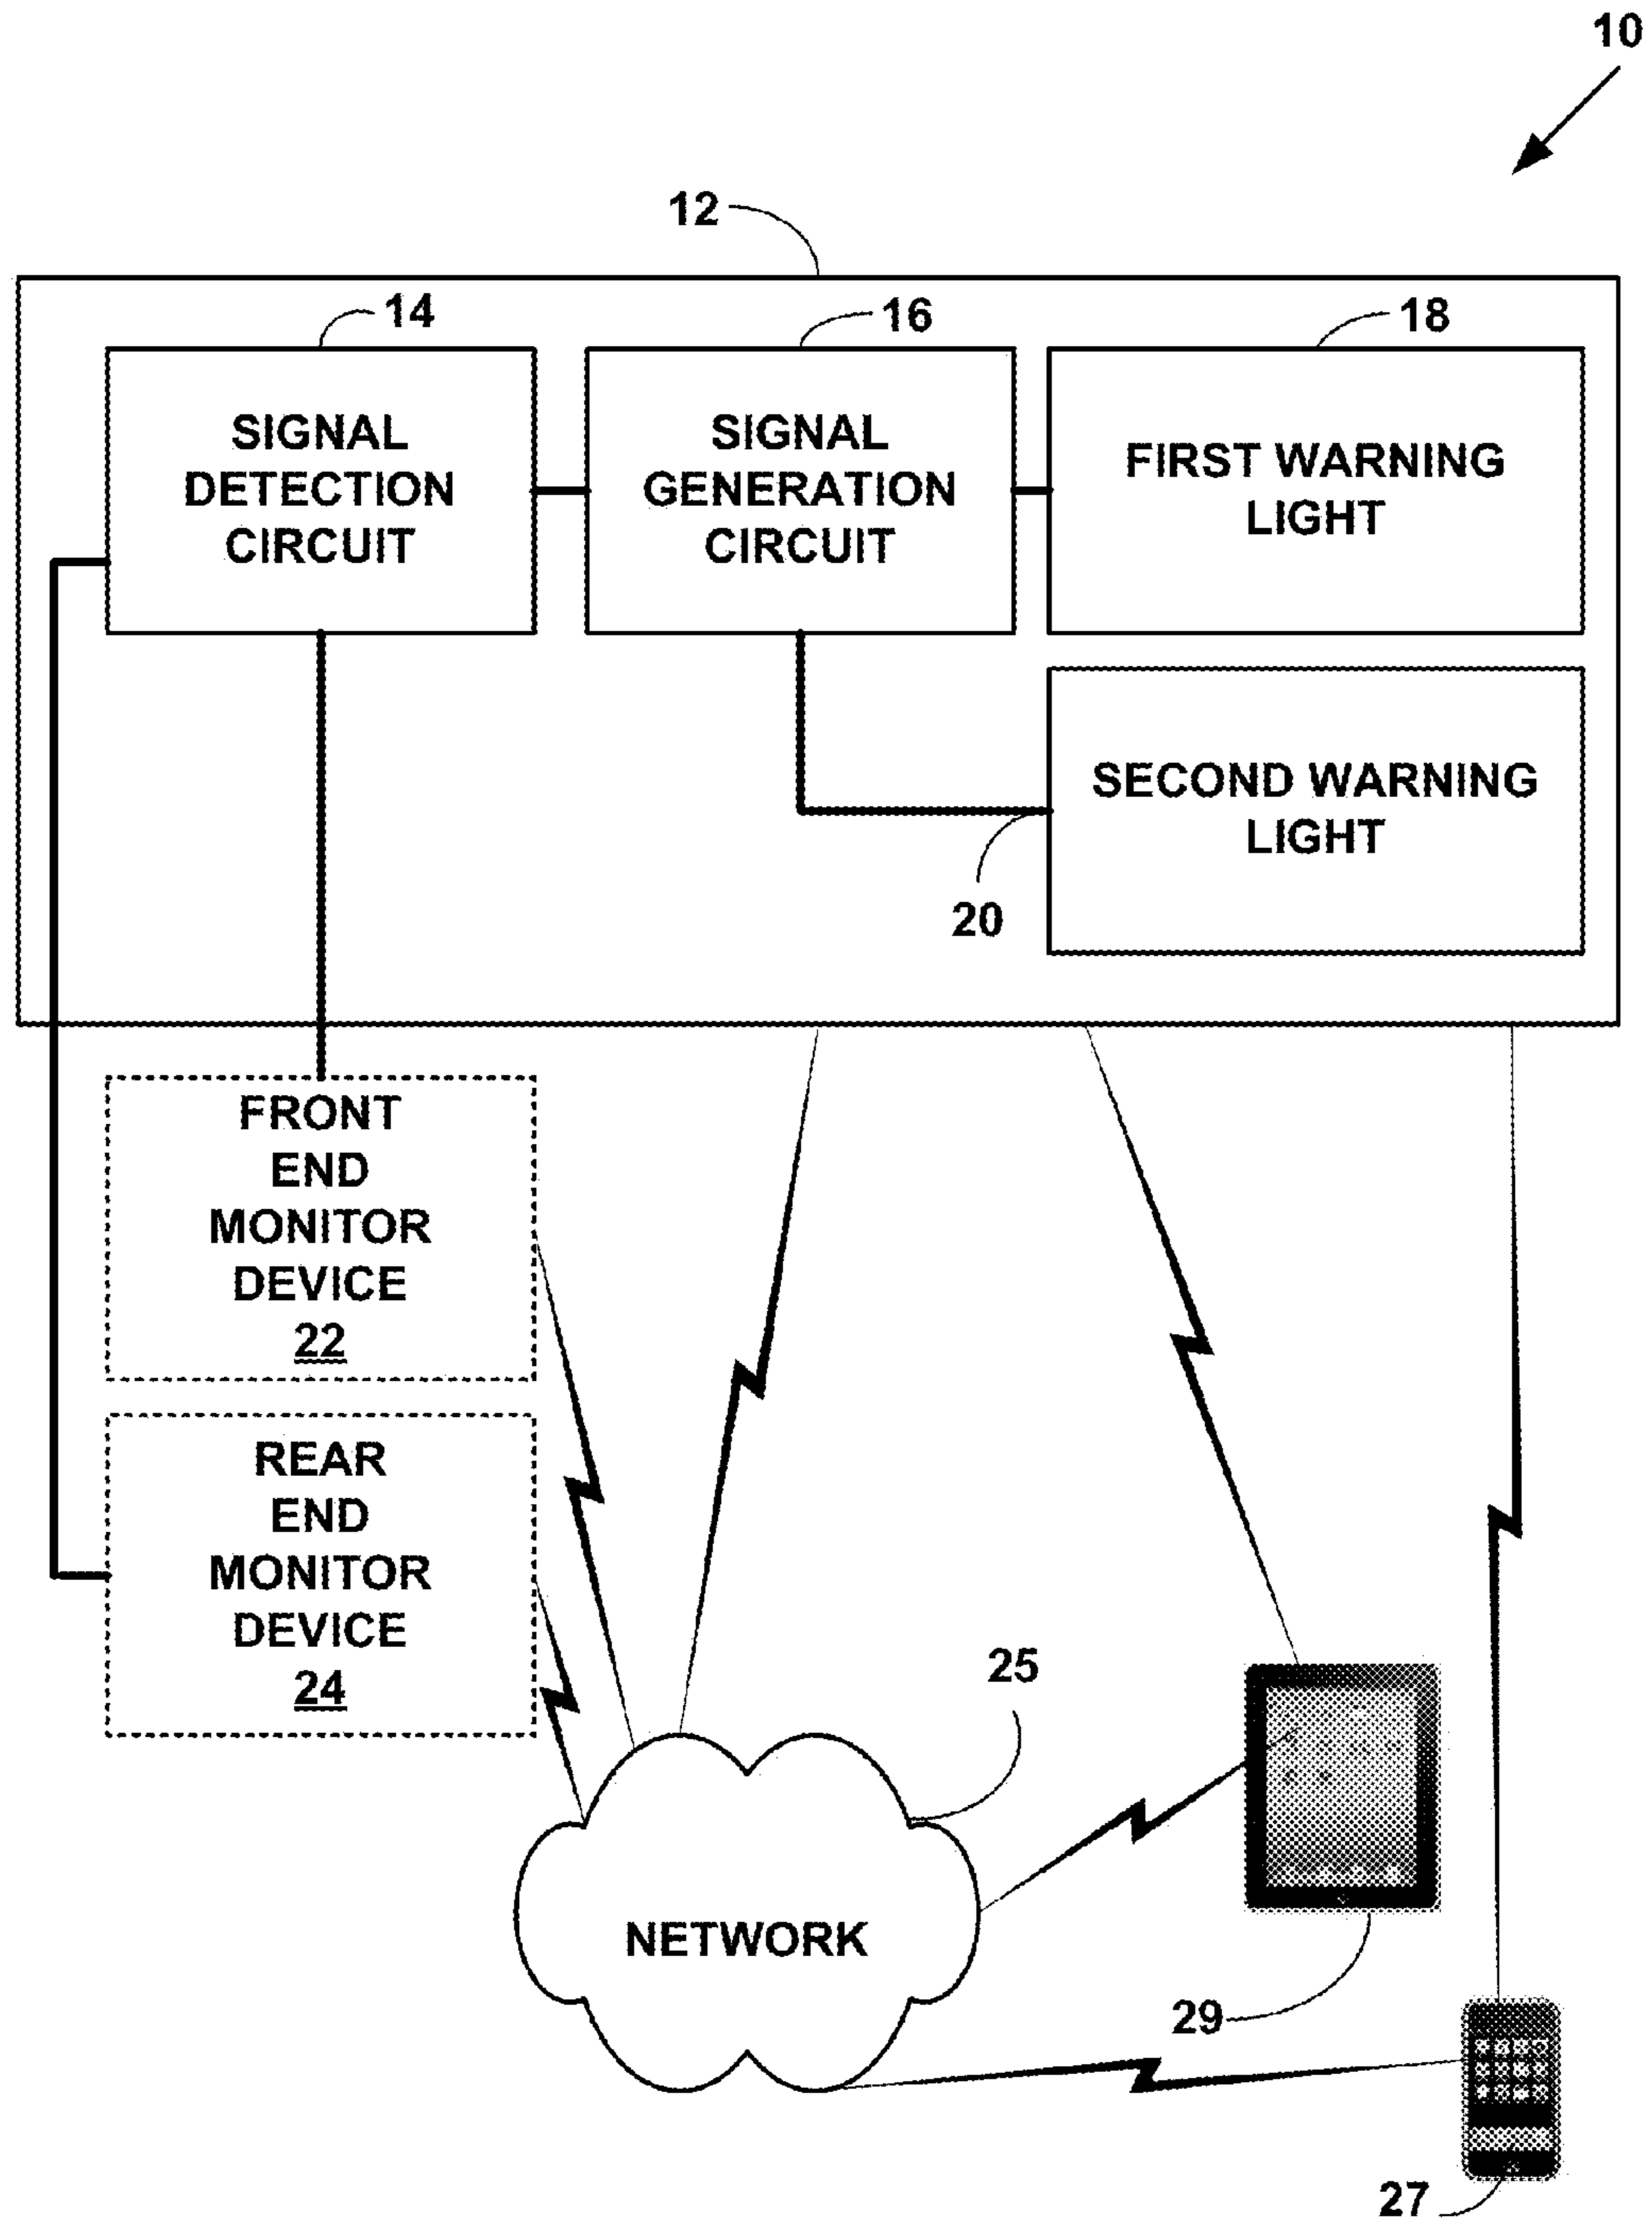 10
12
14
16
18
SIGNAL
DETECTION
CIRCUIT
SIGNAL
GENERATION
CIRCUIT
FIRST WARNING
LIGHT
SECOND WARNING
LIGHT
20
FRONT
END
MONITOR
DEVICE
22
REAR
END
MONITOR
DEVICE
24
25
NETWORK
29
27